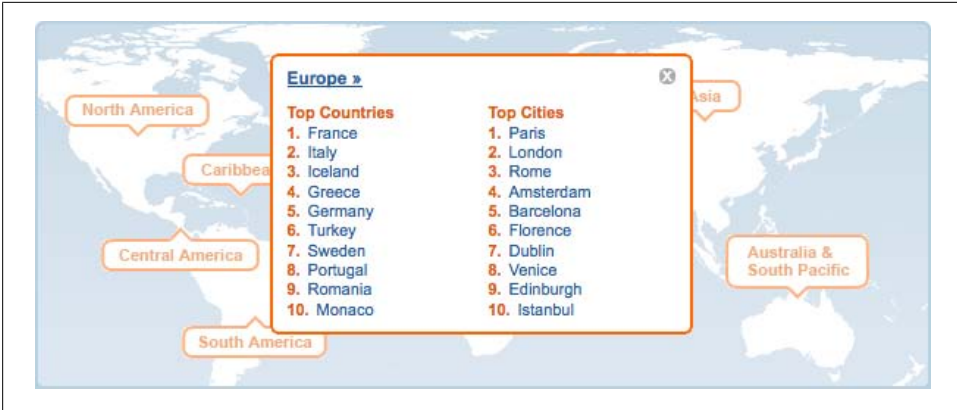 Europe »
Top Countries
1. France
2. Italy
3. Iceland
4. Greece
5. Germany
6. Turkey
7. Sweden
8. Portugal
9. Romania
10. Monaco
Top Cities
1. Paris
2. London
3. Rome
4. Amsterdam
5. Barcelona
6. Florence
7. Dublin
8. Venice
9. Edinburgh
10. Istanbul
North America
Caribbea
Central America
South America
Asia
Australia &
South Pacific